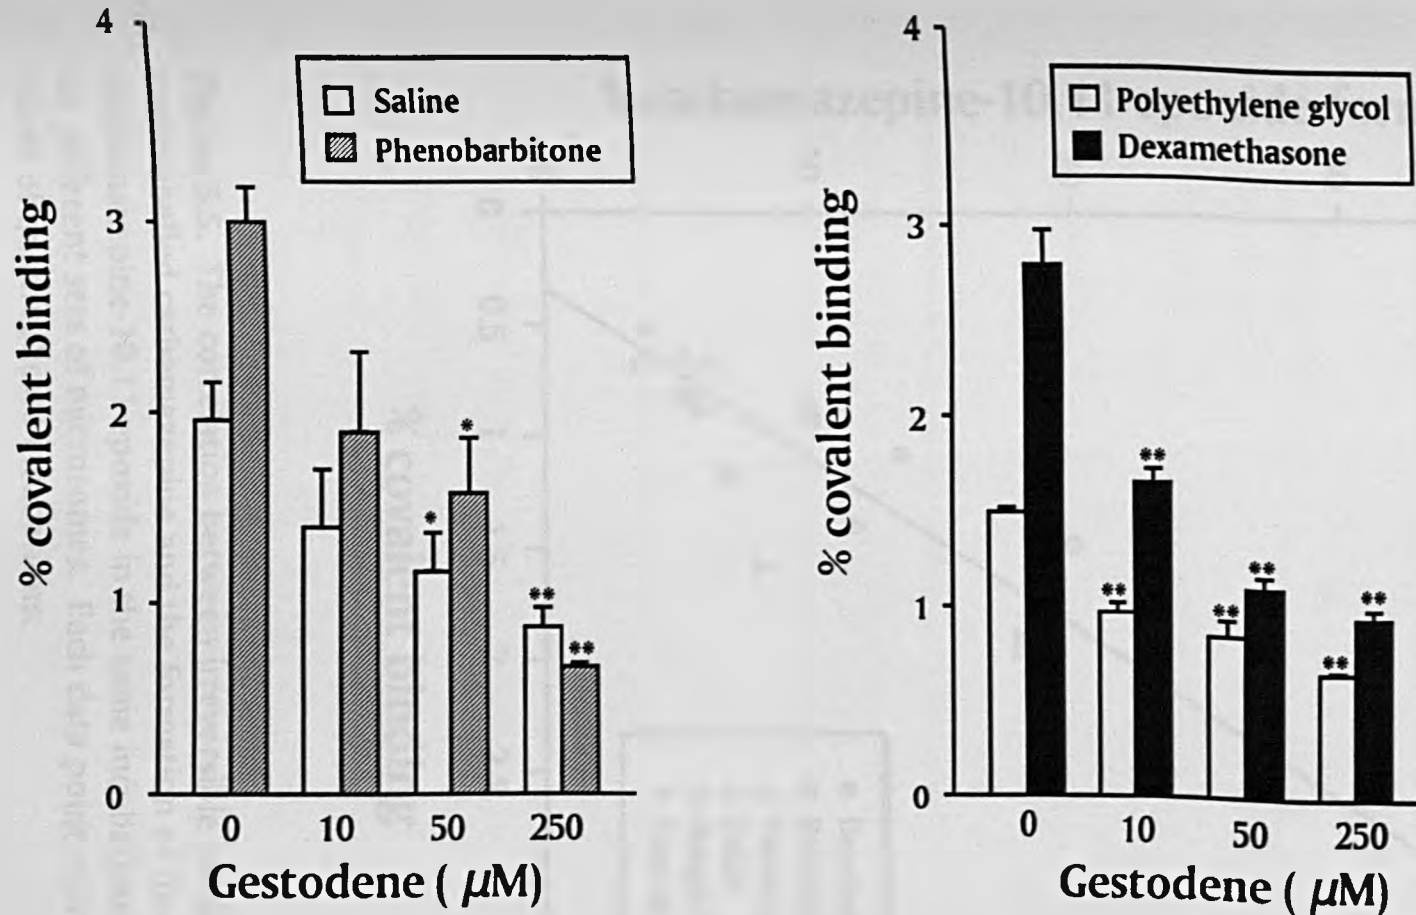 4
3
2
1
0
% covalent binding
Saline
Phenobarbitone
*
*
**
**
0 10 50 250
Gestodene ( μM)
4
3
2
1
0
% covalent binding
Polyethylene glycol
Dexamethasone
**
**
**
**
**
**
0 10 50 250
Gestodene ( μM)